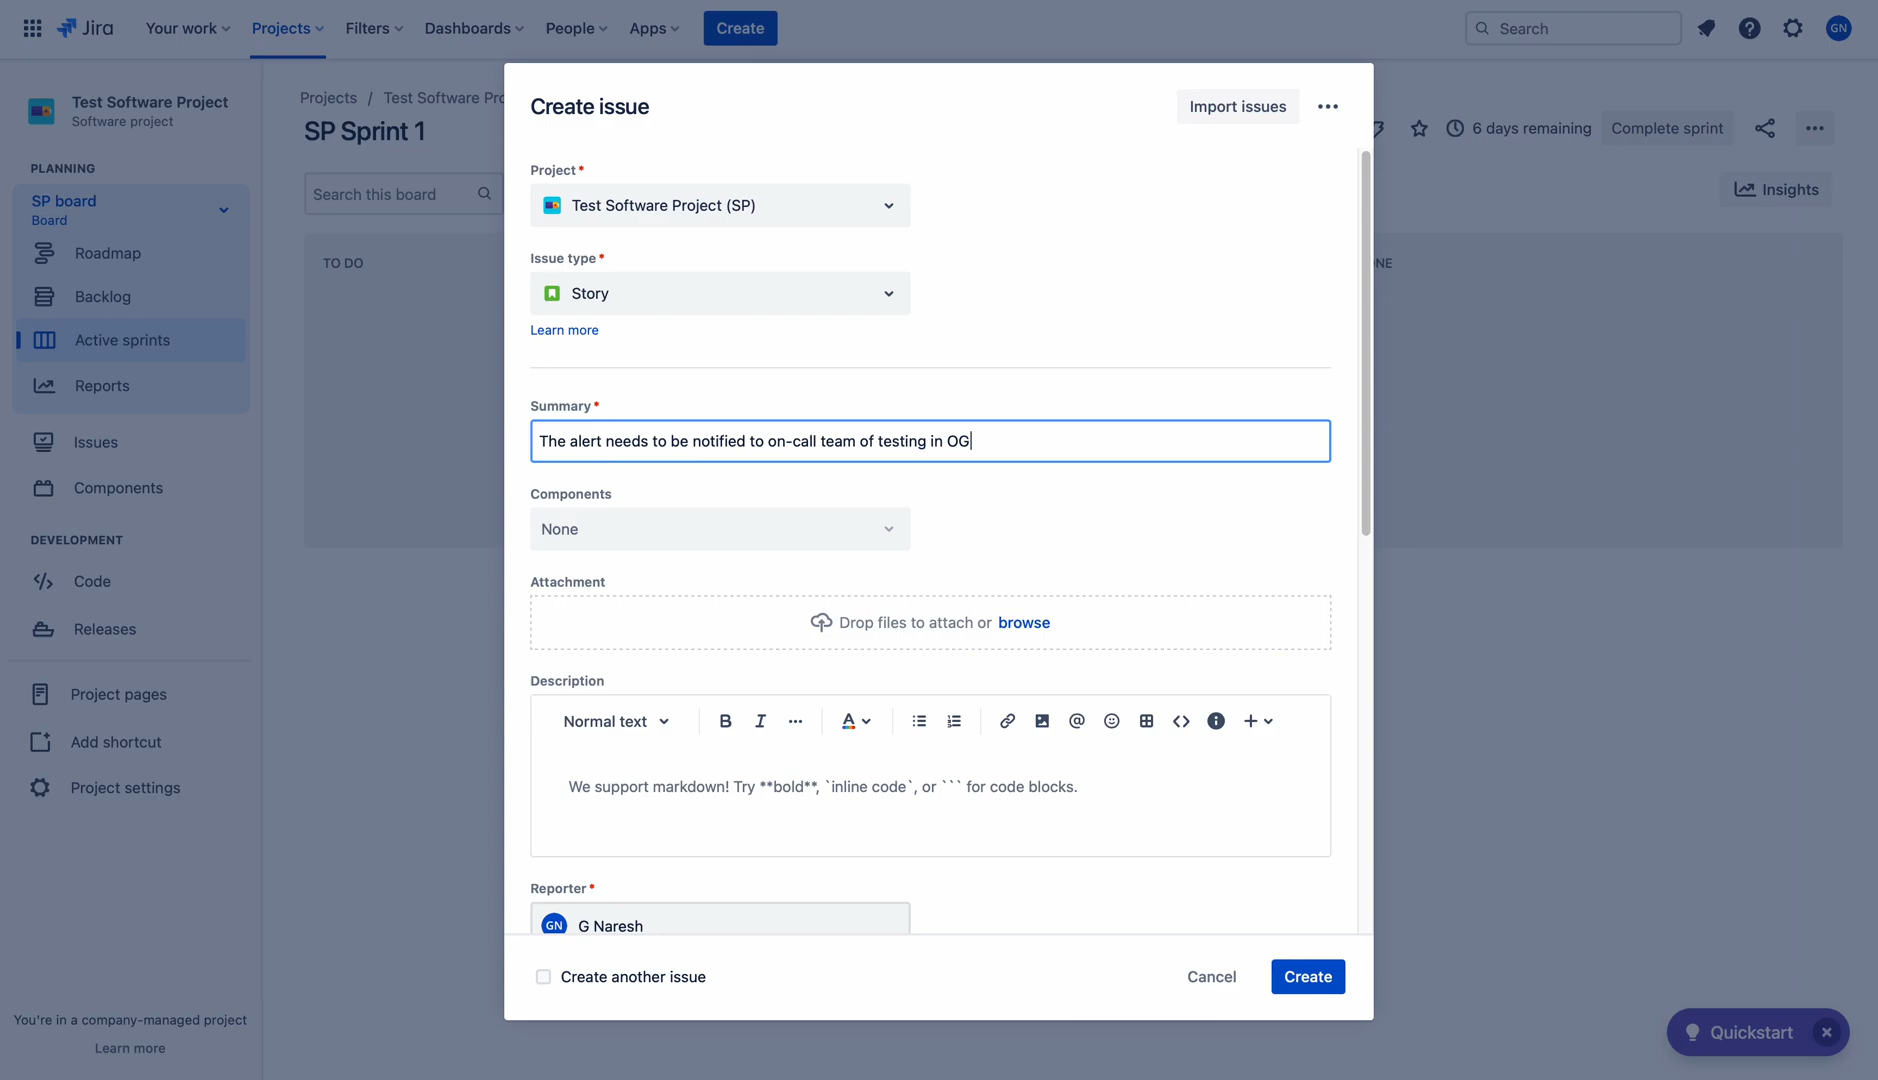 Jira
Your work
Projects
Filters
Dashboards
People
Apps
Create
Search
GN
Test Software Project
Software project
PLANNING
SP board
Board
Roadmap
Backlog
Active sprints
Reports
Issues
Components
DEVELOPMENT
Code
Releases
Project pages
Add shortcut
Project settings
You're in a company-managed project
Learn more
Projects / Test Software Pro
SP Sprint 1
6 days remaining
Complete sprint
Search this board
Insights
TO DO
NE
Create issue
Import issues
Project *
Test Software Project (SP)
Issue type *
Story
Learn more
Summary *
The alert needs to be notified to on-call team of testing in OG
Components
None
Attachment
Drop files to attach or browse
Description
Normal text
B I A @
We support markdown! Try **bold**, `inline code`, or ``` for code blocks.
Reporter *
GN G Naresh
Create another issue
Cancel
Create
Quickstart